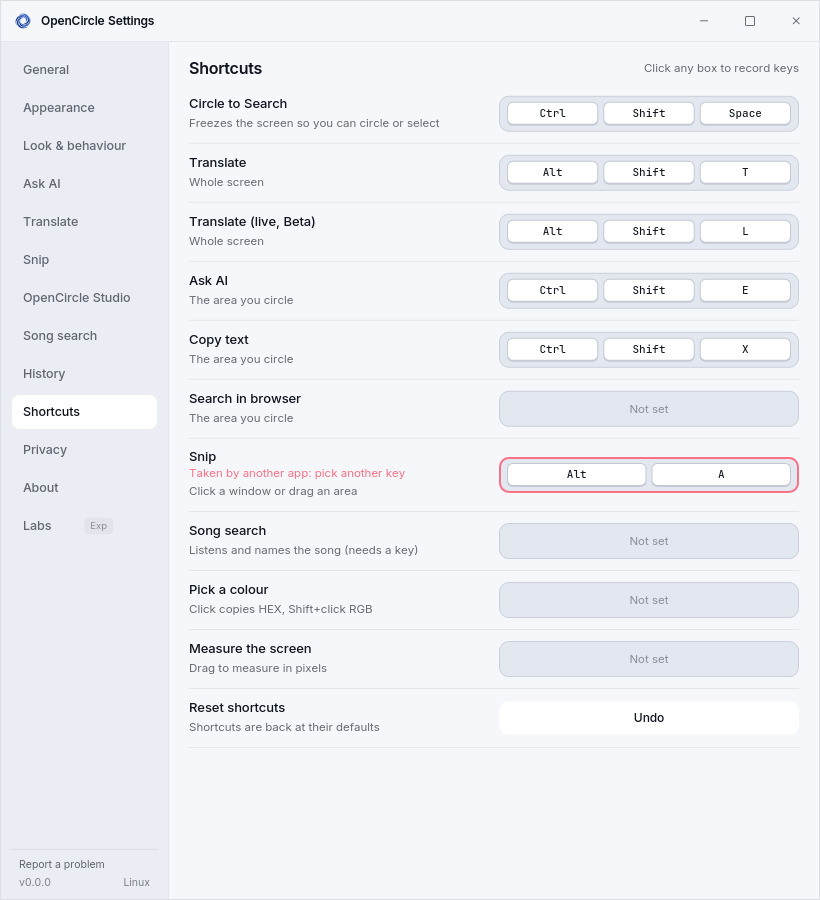 OpenCircle Settings
General
Appearance
Look & behaviour
Ask AI
Translate
Snip
OpenCircle Studio
Song search
History
Shortcuts
Privacy
About
Labs Exp
Report a problem
v0.0.0 Linux
Shortcuts Click any box to record keys
Circle to Search
Freezes the screen so you can circle or select
Ctrl Shift Space
Translate
Whole screen
Alt Shift T
Translate (live, Beta)
Whole screen
Alt Shift L
Ask AI
The area you circle
Ctrl Shift E
Copy text
The area you circle
Ctrl Shift X
Search in browser
The area you circle
Not set
Snip
Taken by another app: pick another key
Click a window or drag an area
Alt A
Song search
Listens and names the song (needs a key)
Not set
Pick a colour
Click copies HEX, Shift+click RGB
Not set
Measure the screen
Drag to measure in pixels
Not set
Reset shortcuts
Shortcuts are back at their defaults
Undo